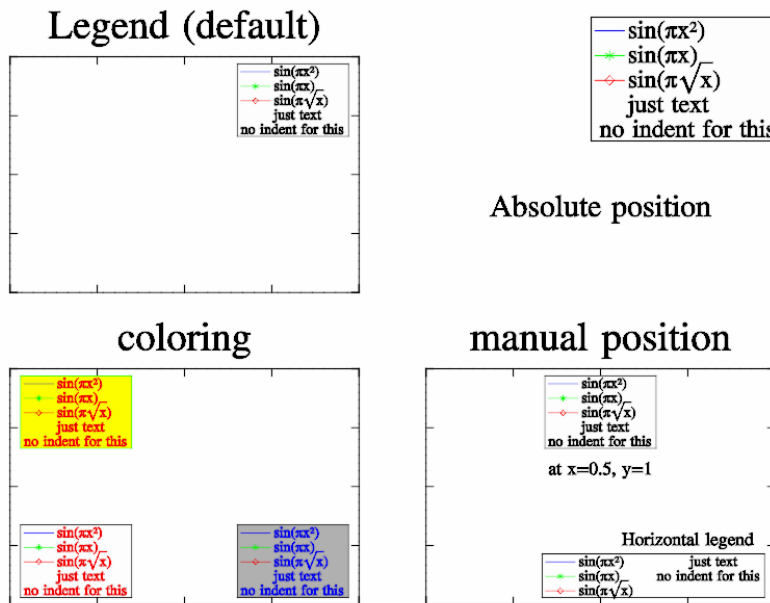 Legend (default)
sin(πx²)
sin(πx)
sin(π√x)
just text
no indent for this
sin(πx²)
sin(πx)
sin(π√x)
just text
no indent for this
Absolute position
coloring
sin(πx²)
sin(πx)
sin(π√x)
just text
no indent for this
sin(πx²)
sin(πx)
sin(π√x)
just text
no indent for this
sin(πx²)
sin(πx)
sin(π√x)
just text
no indent for this
manual position
sin(πx²)
sin(πx)
sin(π√x)
just text
no indent for this
at x=0.5, y=1
Horizontal legend
sin(πx²) just text
sin(πx) no indent for this
sin(π√x)